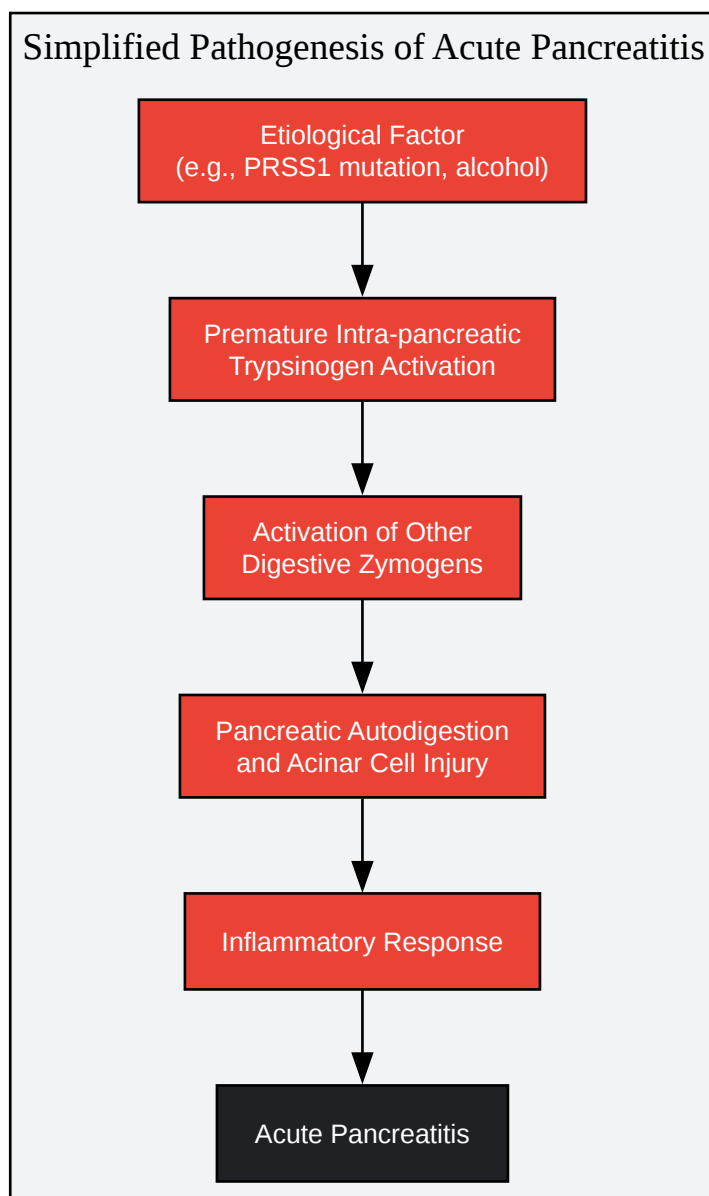 Simplified Pathogenesis of Acute Pancreatitis
Etiological Factor
(e.g., PRSS1 mutation, alcohol)
Premature Intra-pancreatic
Trypsinogen Activation
Activation of Other
Digestive Zymogens
Pancreatic Autodigestion
and Acinar Cell Injury
Inflammatory Response
Acute Pancreatitis